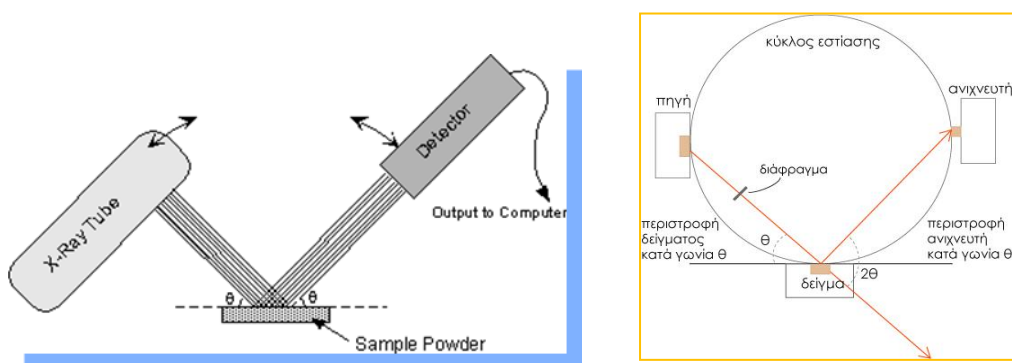 X-Ray Tube
Detector
Output to Computer
θ
θ
Sample Powder
κύκλος εστίασης
πηγή
ανιχνευτή
διάφραγμα
περιστροφή
δείγματος
κατά γωνία θ
θ
περιστροφή
ανιχνευτή
κατά γωνία θ
2θ
δείγμα